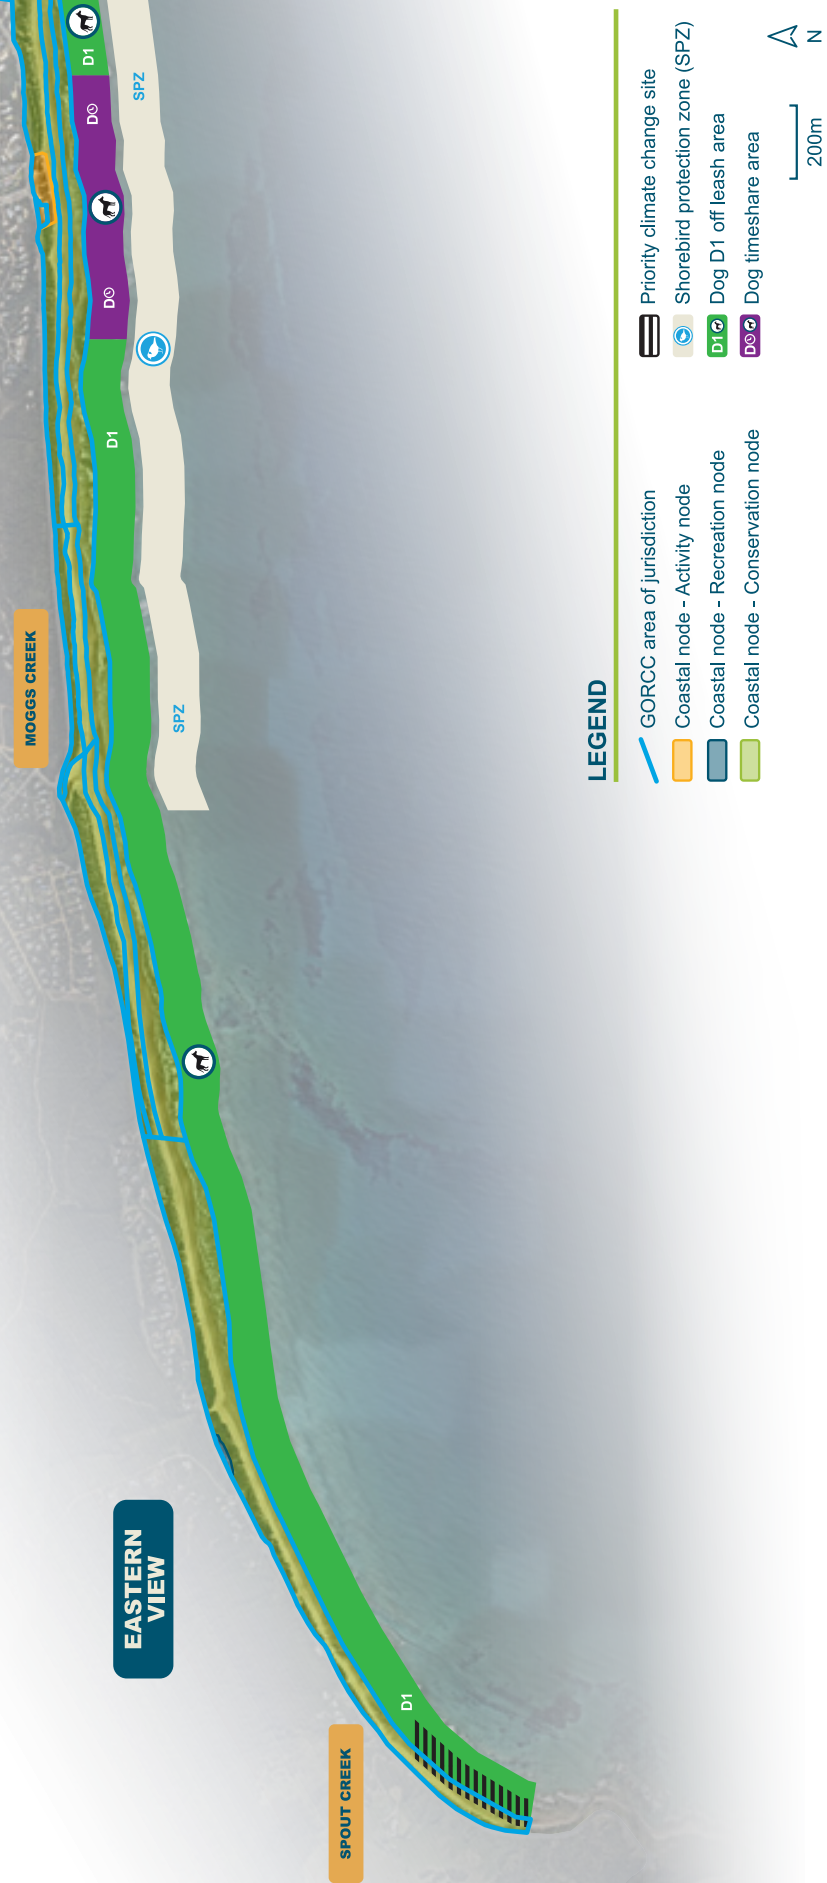 SPOUT CREEK
EASTERN
VIEW
MOGGS CREEK
D1
D1
D
D
D1
SPZ
SPZ
LEGEND
GORCC area of jurisdiction
Coastal node - Activity node
Coastal node - Recreation node
Coastal node - Conservation node
Priority climate change site
Shorebird protection zone (SPZ)
D1 Dog D1 off leash area
D Dog timeshare area
200m
N